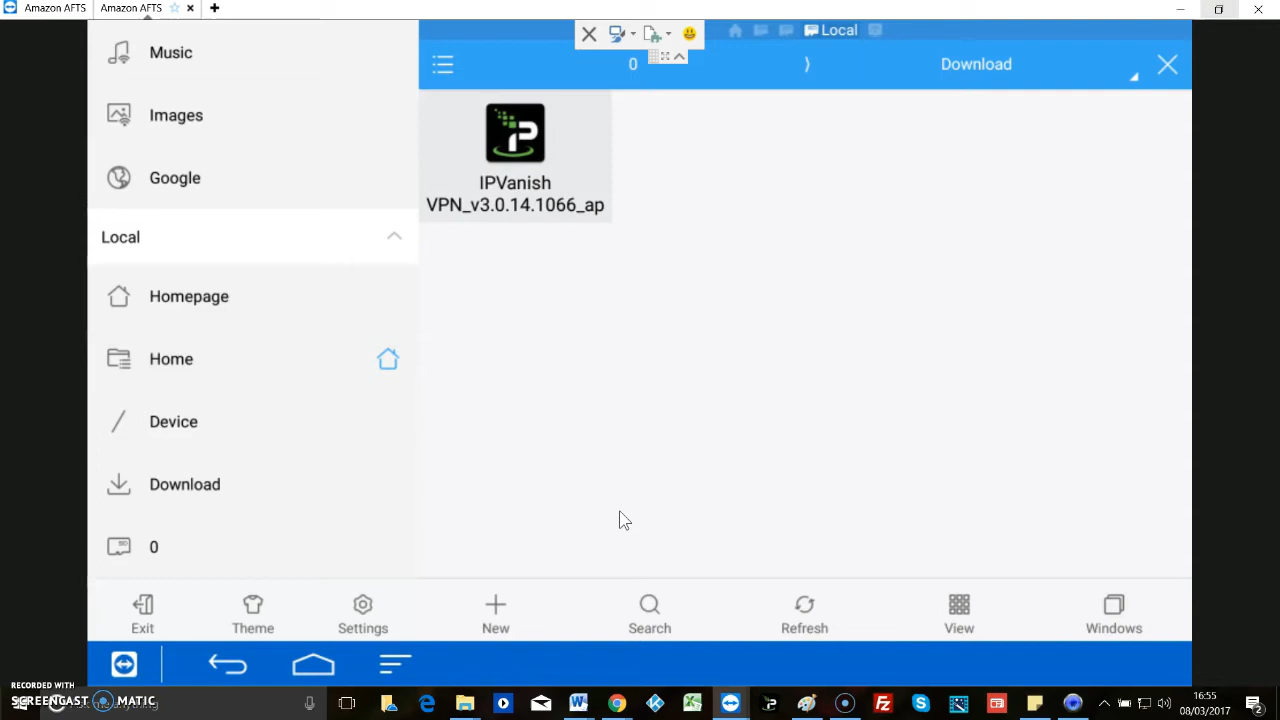 Amazon AFTS
Amazon AFTS
Local
0
Download
Music
Images
Google
Local
Homepage
Home
Device
Download
0
IPVanish
VPN_v3.0.14.1066_ap
Exit
Theme
Settings
New
Search
Refresh
View
Windows
RECORDED WITH
SCREENCAST MATIC
16:55
08/03/2017